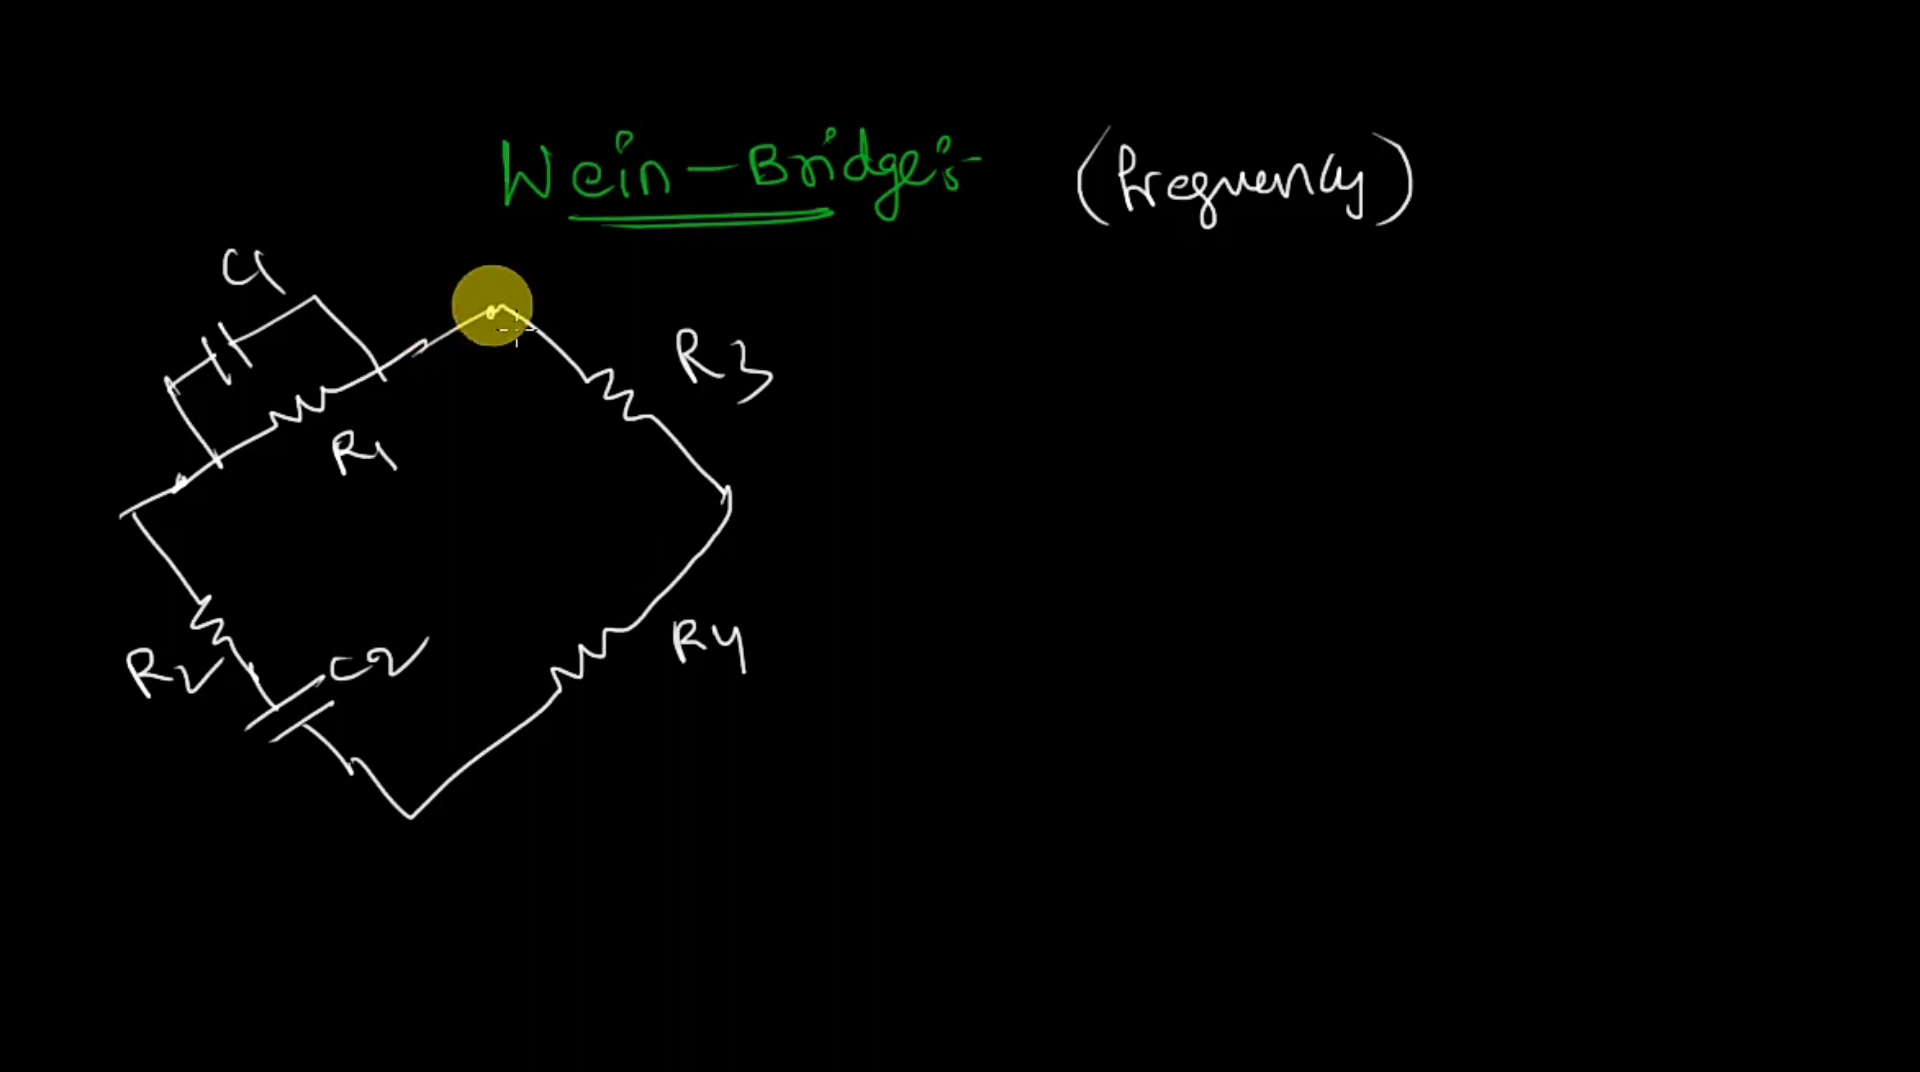 Wein-Bridge:- (frequency)
C1
R3
R1
R4
R2
C2